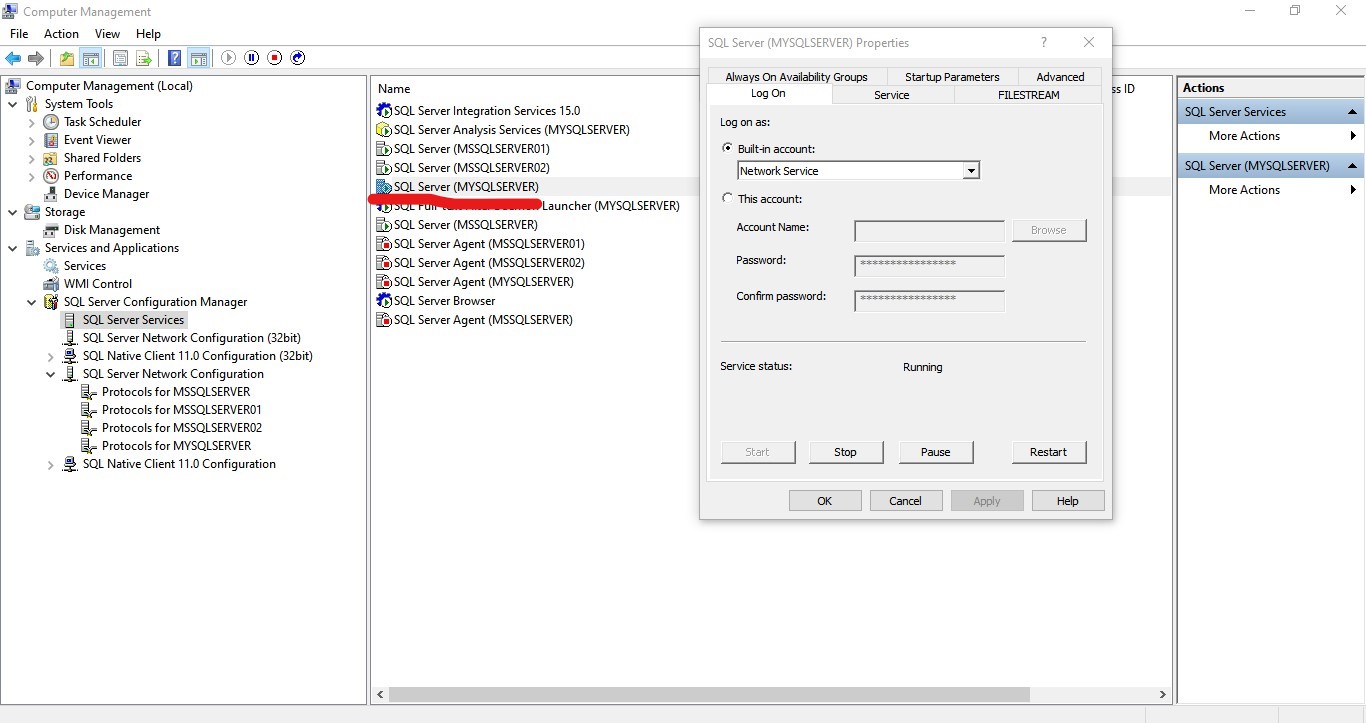 Computer Management
File Action View Help
Computer Management (Local)
System Tools
Task Scheduler
Event Viewer
Shared Folders
Performance
Device Manager
Storage
Disk Management
Services and Applications
Services
WMI Control
SQL Server Configuration Manager
SQL Server Services
SQL Server Network Configuration (32bit)
SQL Native Client 11.0 Configuration (32bit)
SQL Server Network Configuration
Protocols for MSSQLSERVER
Protocols for MSSQLSERVER01
Protocols for MSSQLSERVER02
Protocols for MYSQLSERVER
SQL Native Client 11.0 Configuration
Name
SQL Server Integration Services 15.0
SQL Server Analysis Services (MYSQLSERVER)
SQL Server (MSSQLSERVER01)
SQL Server (MSSQLSERVER02)
SQL Server (MYSQLSERVER)
SQL Launcher (MYSQLSERVER)
SQL Server (MSSQLSERVER)
SQL Server Agent (MSSQLSERVER01)
SQL Server Agent (MSSQLSERVER02)
SQL Server Agent (MYSQLSERVER)
SQL Server Browser
SQL Server Agent (MSSQLSERVER)
ID
SQL Server (MYSQLSERVER) Properties
?
Always On Availability Groups Startup Parameters Advanced
Log On Service FILESTREAM
Log on as:
Built-in account:
Network Service
This account:
Account Name: Browse
Password: ****************
Confirm password: ****************
Service status: Running
Start Stop Pause Restart
OK Cancel Apply Help
Actions
SQL Server Services
More Actions
SQL Server (MYSQLSERVER)
More Actions